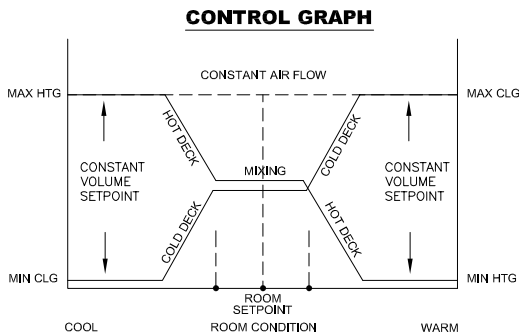 CONTROL GRAPH
MAX HTG
CONSTANT AIR FLOW
MAX CLG
HOT DECK
COLD DECK
CONSTANT
VOLUME
SETPOINT
MIXING
CONSTANT
VOLUME
SETPOINT
COLD DECK
HOT DECK
MIN CLG
MIN HTG
ROOM
SETPOINT
COOL
ROOM CONDITION
WARM